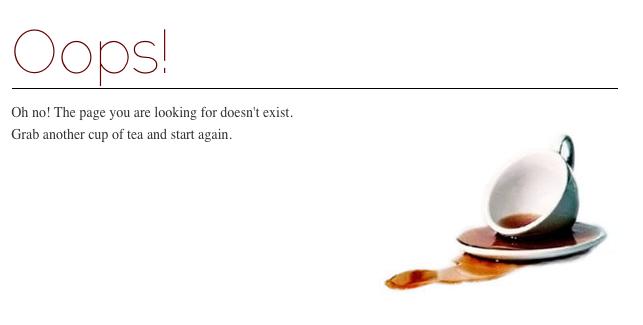 Oops!
Oh no! The page you are looking for doesn't exist.
Grab another cup of tea and start again.